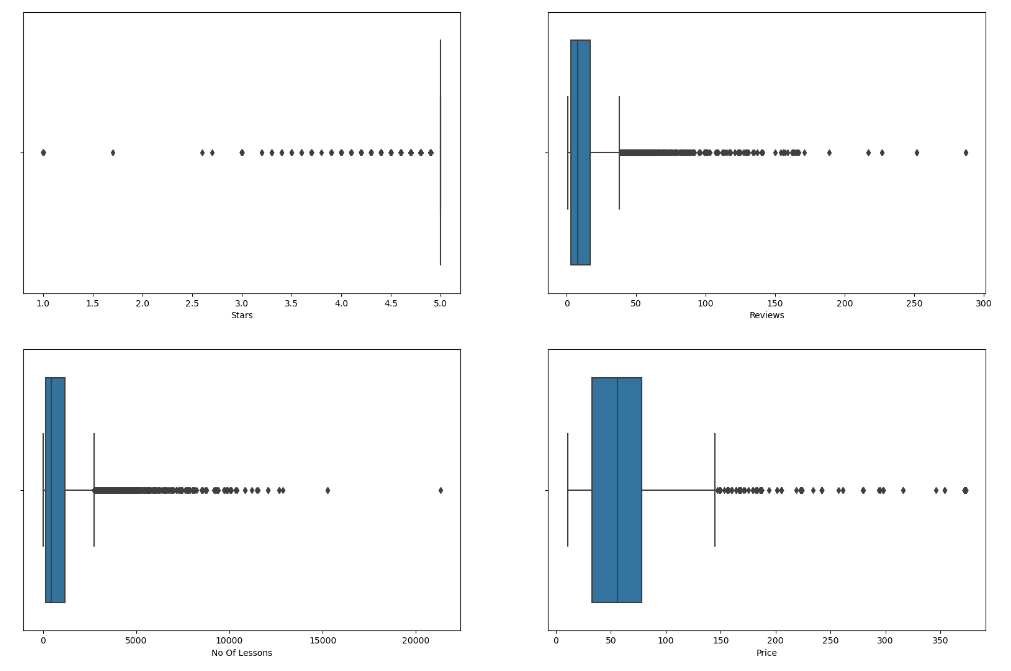 1.0 1.5 2.0 2.5 3.0 3.5 4.0 4.5 5.0
Stars
0 50 100 150 200 250 300
Reviews
0 5000 10000 15000 20000
No Of Lessons
0 50 100 150 200 250 300 350
Price